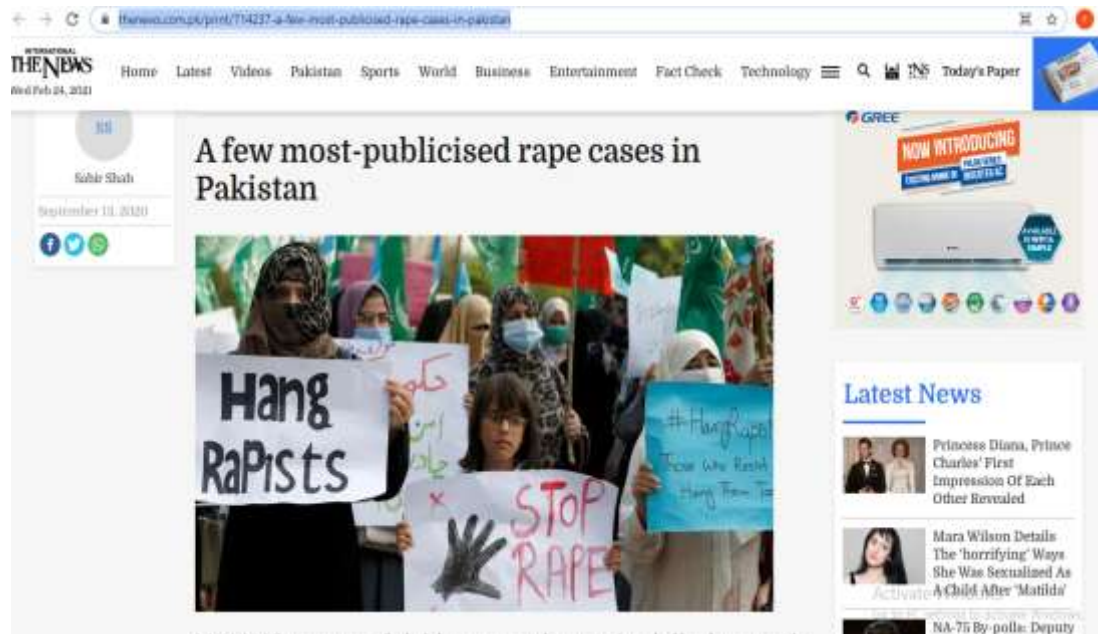 thenews.com.pk/print/714237-a-few-most-publicised-rape-cases-in-pakistan
INTERNATIONAL
THE NEWS
Wed Feb 24, 2021
Home Latest Videos Pakistan Sports World Business Entertainment Fact Check Technology TNS Today's Paper
SS
Sabir Shah
September 13, 2020
A few most-publicised rape cases in
Pakistan
Hang
RaPists
STOP
RAPE
GREE
NOW INTRODUCING
Latest News
Princess Diana, Prince
Charles' First
Impression Of Each
Other Revealed
Mara Wilson Details
The 'horrifying' Ways
She Was Sexualized As
A Child After 'Matilda'
NA-75 By-polls: Deputy